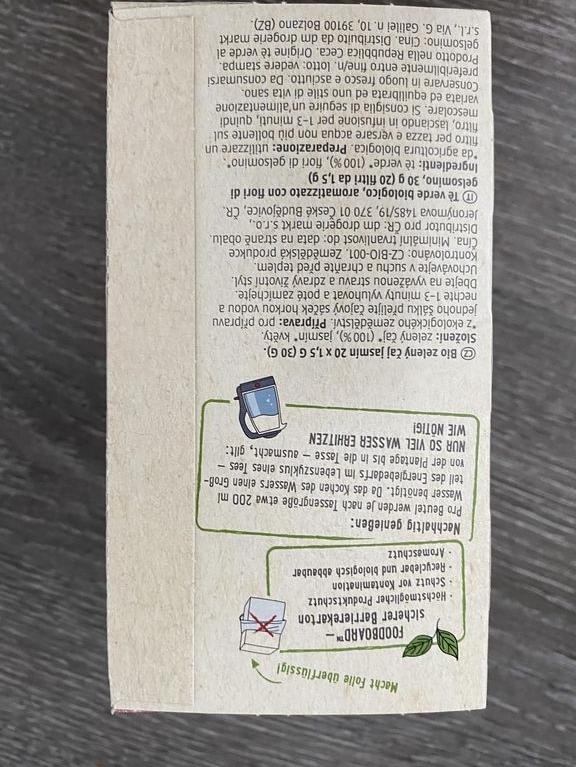 Macht Folie überflüssig!
FOODBOARD™ –
sicherer Barrierekarton
• Höchstmöglicher Produktschutz
• Schutz vor Kontamination
• Recyclebar und biologisch abbaubar
• Aromaschutz
Nachhaltig genießen:
Pro Beutel werden je nach Tassengröße etwa 200 ml
Wasser benötigt. Da das Kochen des Wassers einen Groß-
teil des Energiebedarfs im Lebenszyklus eines Tees –
von der Plantage bis in die Tasse – ausmacht, gilt:
NUR SO VIEL WASSER ERHITZEN
WIE NÖTIG!
CZ Bio zelený čaj jasmín 20 x 1,5 G (30 G).
Složení: zelený čaj* (100%), jasmín* květy.
*z ekologického zemědělství. Příprava: pro přípravu
jednoho šálku přelijte čajový sáček horkou vodou a
nechte 1-3 minuty vyluhovat a poté zamíchejte.
Dbejte na vyváženou stravu a zdravý životní styl.
Uchovávejte v suchu a chraňte před teplem.
Kontrolováno: CZ-BIO-001. Zemědělská produkce
Čína. Minimální trvanlivost do: data na straně obalu.
Distributor pro ČR: dm drogerie markt s.r.o.,
Jeronýmova 1485/19, 370 01 České Budějovice, ČR.
IT Tè verde biologico, aromatizzato con fiori di
gelsomino, 30 g (20 filtri da 1,5 g)
Ingredienti: tè verde* (100%), fiori di gelsomino*.
*da agricoltura biologica. Preparazione: utilizzare un
filtro per tazza e versare acqua non più bollente sul
filtro, lasciando in infusione per 1-3 minuti, quindi
mescolare. Si consiglia di seguire un'alimentazione
variata ed equilibrata ed uno stile di vita sano.
Conservare in luogo fresco e asciutto. Da consumarsi
preferibilmente entro fine/n. lotto: vedere stampa.
Prodotto nella Repubblica Ceca. Origine tè verde al
gelsomino: Cina. Distribuito da dm drogerie markt
s.r.l., Via G. Galilei n. 10, 39100 Bolzano (BZ).